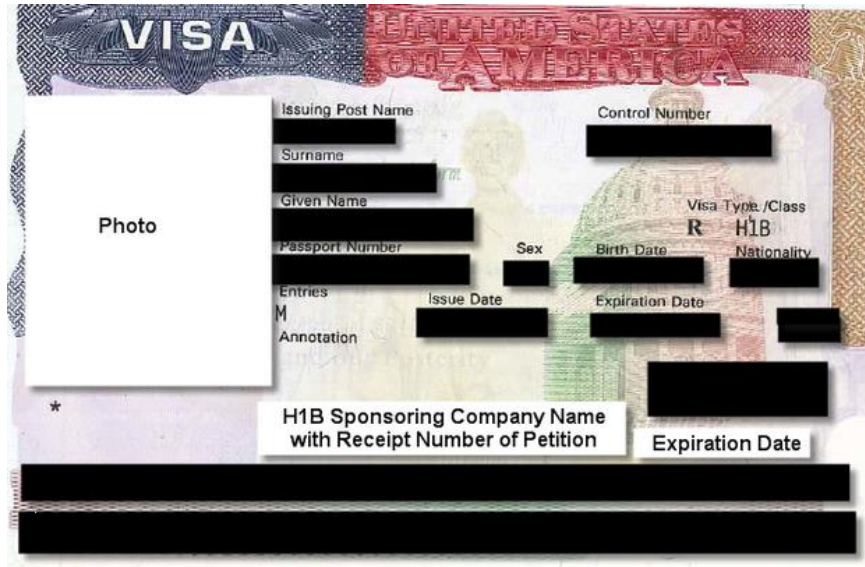 VISA
UNITED STATES
OF AMERICA
Issuing Post Name
Control Number
Surname
Given Name
Visa Type /Class
R H1B
Photo
Passport Number
Sex
Birth Date
Nationality
Entries
M
Issue Date
Expiration Date
Annotation
*
H1B Sponsoring Company Name
with Receipt Number of Petition
Expiration Date